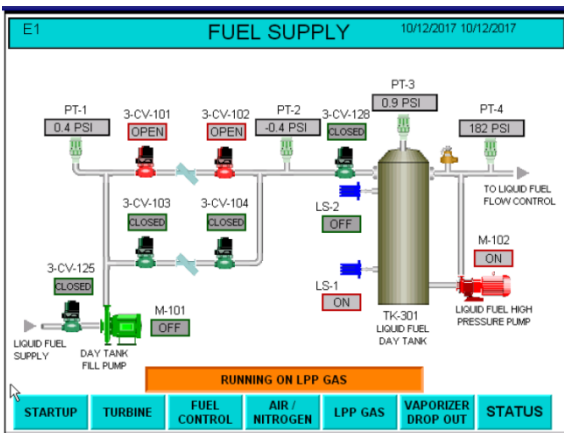 E1
FUEL SUPPLY
10/12/2017 10/12/2017
PT-3
0.9 PSI
PT-1
0.4 PSI
3-CV-101
OPEN
3-CV-102
OPEN
PT-2
-0.4 PSI
3-CV-128
CLOSED
PT-4
182 PSI
TO LIQUID FUEL
FLOW CONTROL
3-CV-103
CLOSED
3-CV-104
CLOSED
LS-2
OFF
M-102
ON
3-CV-125
CLOSED
LS-1
ON
M-101
OFF
TK-301
LIQUID FUEL
DAY TANK
LIQUID FUEL HIGH
PRESSURE PUMP
LIQUID FUEL
SUPPLY
DAY TANK
FILL PUMP
RUNNING ON LPP GAS
STARTUP
TURBINE
FUEL
CONTROL
AIR /
NITROGEN
LPP GAS
VAPORIZER
DROP OUT
STATUS